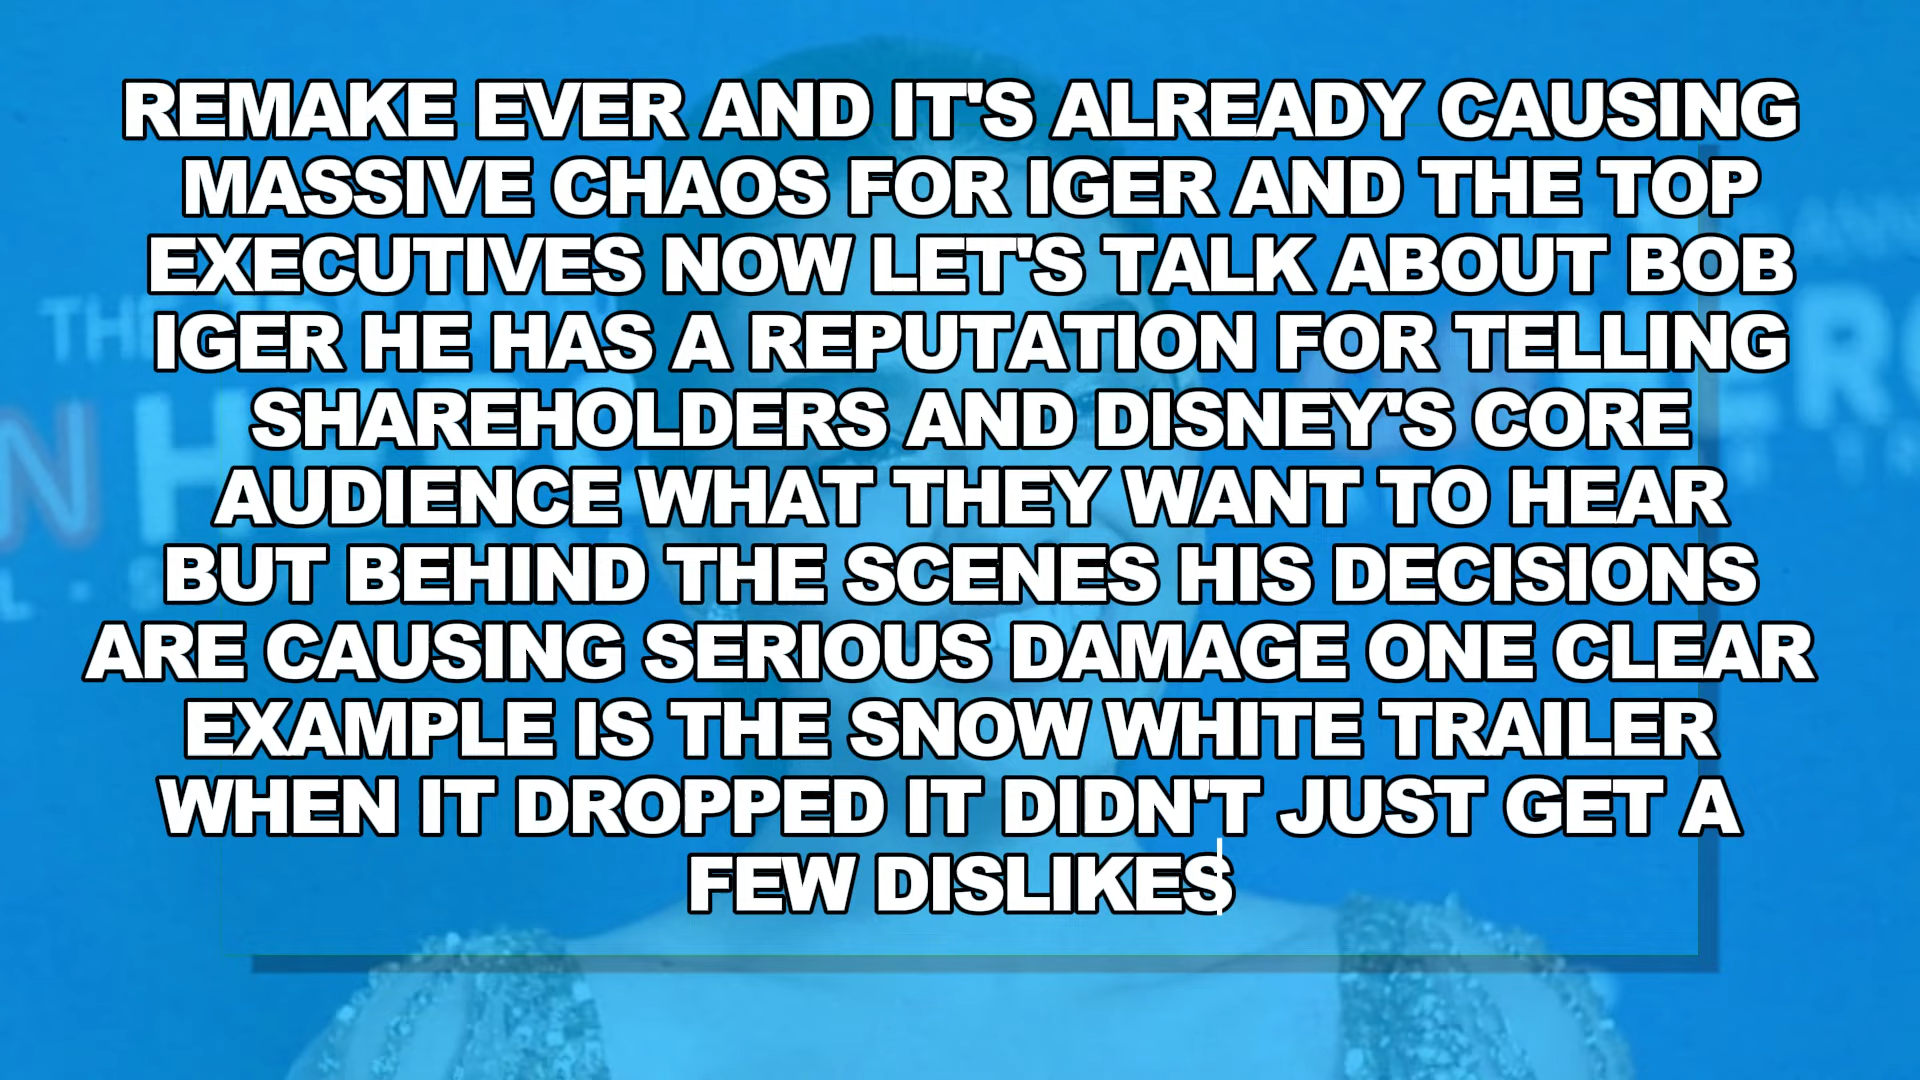 REMAKE EVER AND IT'S ALREADY CAUSING
MASSIVE CHAOS FOR IGER AND THE TOP
EXECUTIVES NOW LET'S TALK ABOUT BOB
IGER HE HAS A REPUTATION FOR TELLING
SHAREHOLDERS AND DISNEY'S CORE
AUDIENCE WHAT THEY WANT TO HEAR
BUT BEHIND THE SCENES HIS DECISIONS
ARE CAUSING SERIOUS DAMAGE ONE CLEAR
EXAMPLE IS THE SNOW WHITE TRAILER
WHEN IT DROPPED IT DIDN'T JUST GET A
FEW DISLIKES